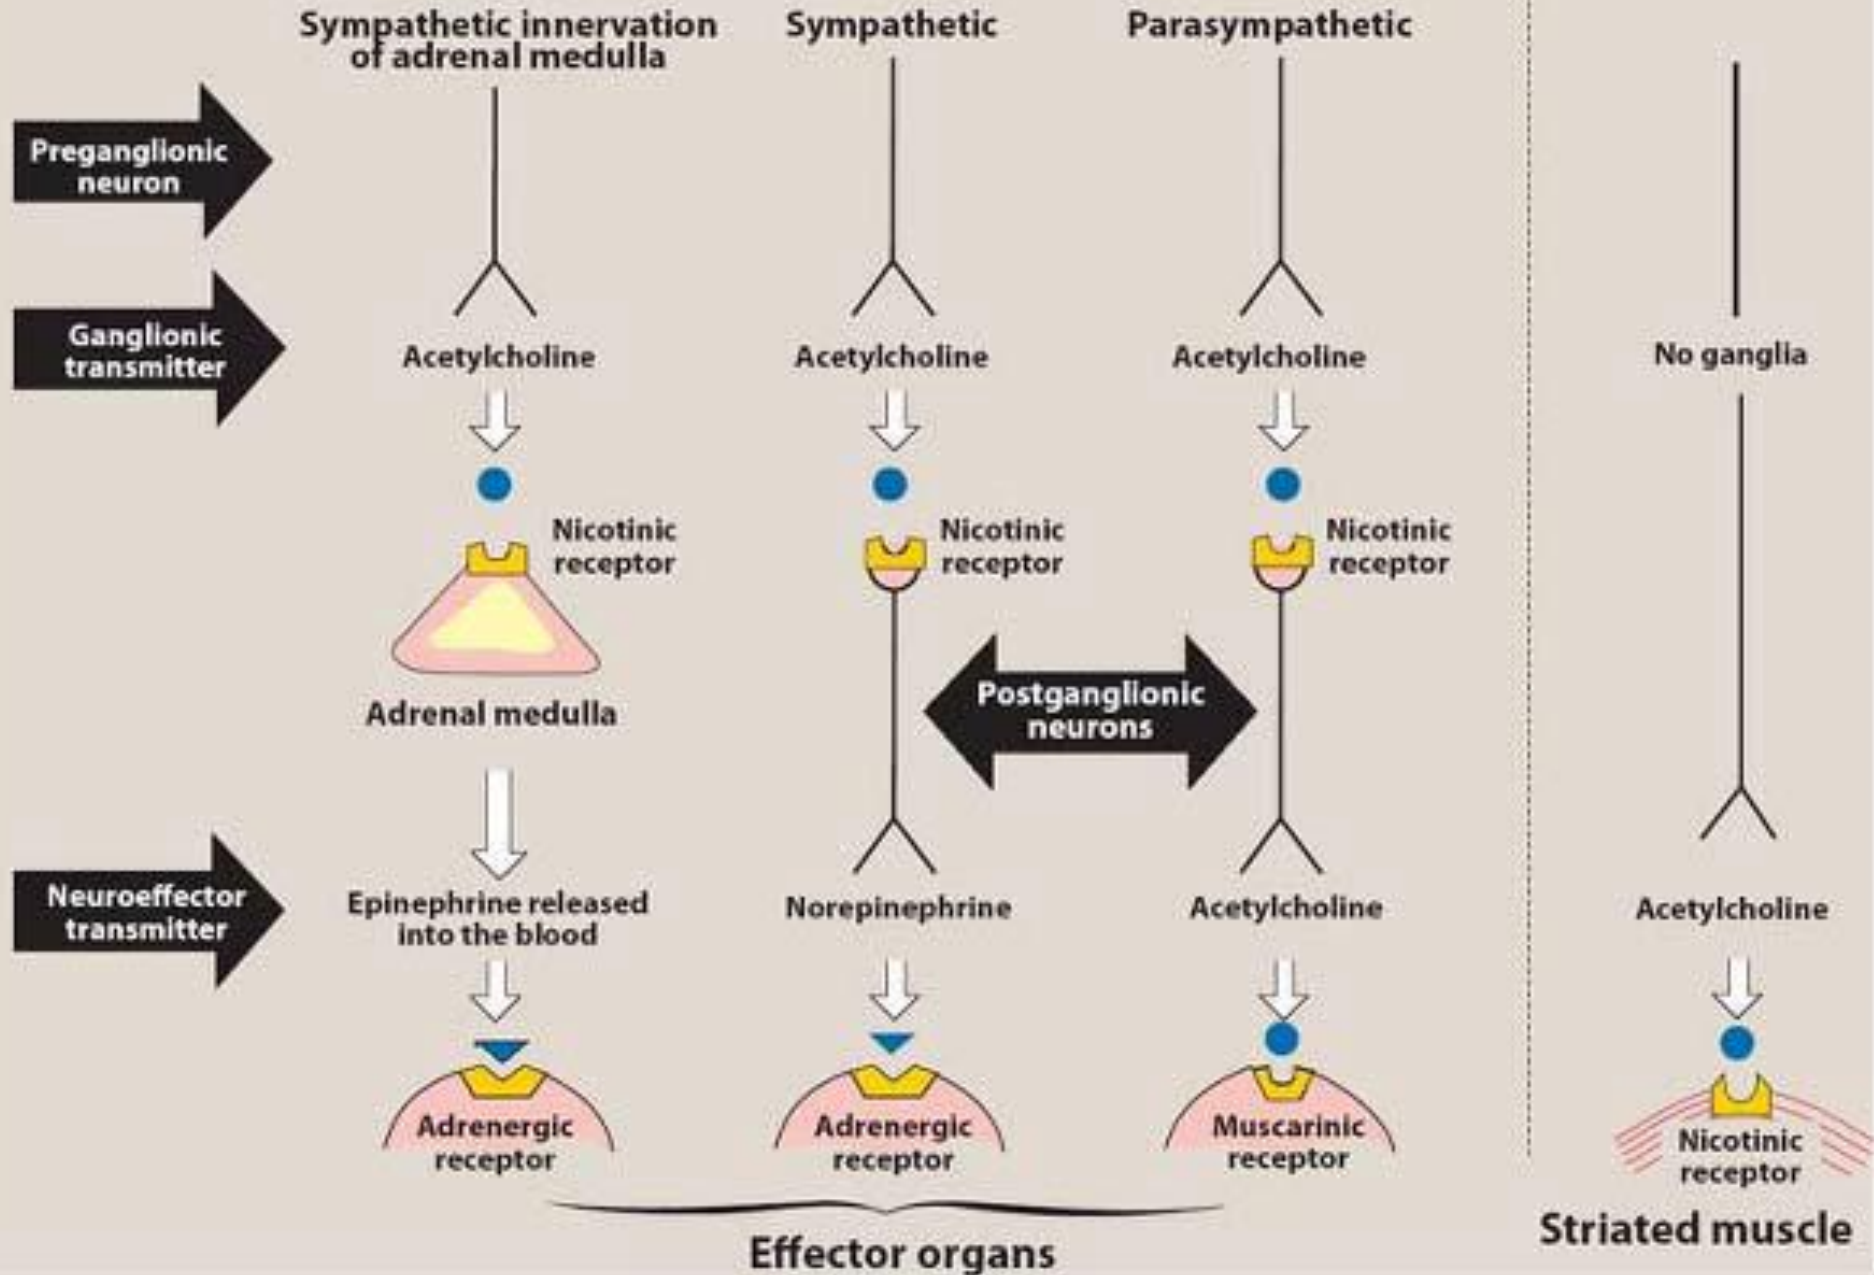 Sympathetic innervation
of adrenal medulla
Sympathetic
Parasympathetic
Preganglionic
neuron
Ganglionic
transmitter
Acetylcholine
Acetylcholine
Acetylcholine
No ganglia
Nicotinic
receptor
Nicotinic
receptor
Nicotinic
receptor
Adrenal medulla
Postganglionic
neurons
Neuroeffector
transmitter
Epinephrine released
into the blood
Norepinephrine
Acetylcholine
Acetylcholine
Adrenergic
receptor
Adrenergic
receptor
Muscarinic
receptor
Nicotinic
receptor
Effector organs
Striated muscle